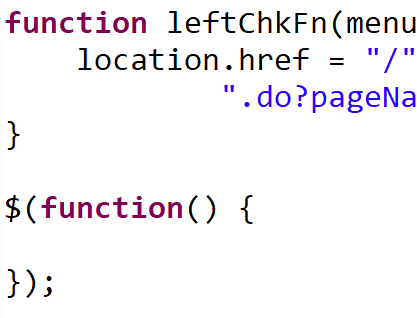 function leftChkFn(menu
location.href = "/"
".do?pageNa
}
$(function() {
});